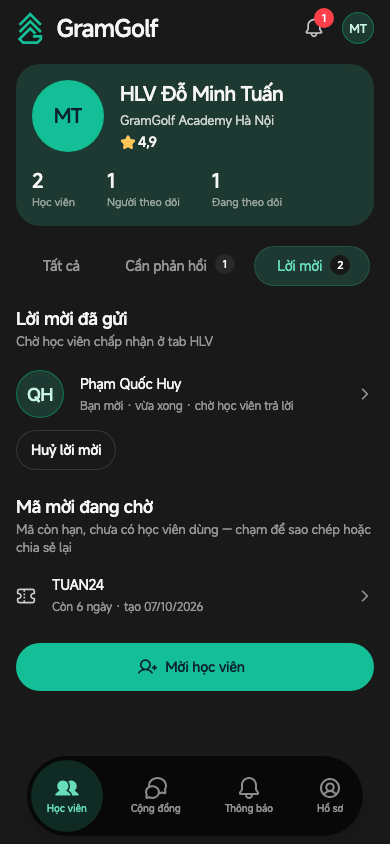 GramGolf
1
MT
MT
HLV Đỗ Minh Tuấn
GramGolf Academy Hà Nội
4,9
2
Học viên
1
Người theo dõi
1
Đang theo dõi
Tất cả
Cần phản hồi 1
Lời mời 2
Lời mời đã gửi
Chờ học viên chấp nhận ở tab HLV
QH
Phạm Quốc Huy
Bạn mời · vừa xong · chờ học viên trả lời
Huỷ lời mời
Mã mời đang chờ
Mã còn hạn, chưa có học viên dùng — chạm để sao chép hoặc
chia sẻ lại
TUAN24
Còn 6 ngày · tạo 07/10/2026
Mời học viên
Học viên
Cộng đồng
Thông báo
Hồ sơ